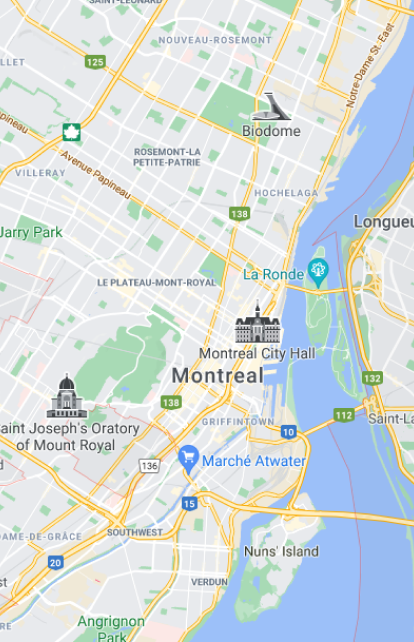 SAINT-LÉONARD
NOUVEAU-ROSEMONT
LLET
125
Notre-Dame St. East
Biodome
Papineau
Avenue Papineau
ROSEMONT-LA
PETITE-PATRIE
VILLERAY
HOCHELAGA
138
Longueu
Jarry Park
La Ronde
LE PLATEAU-MONT-ROYAL
Montreal City Hall
Montreal
132
138
112
Saint Joseph's Oratory
of Mount Royal
GRIFFINTOWN
Saint-La
10
136
Marché Atwater
15
DAME-DE-GRÂCE
SOUTHWEST
Nuns' Island
20
st
VERDUN
Angrignon
Park